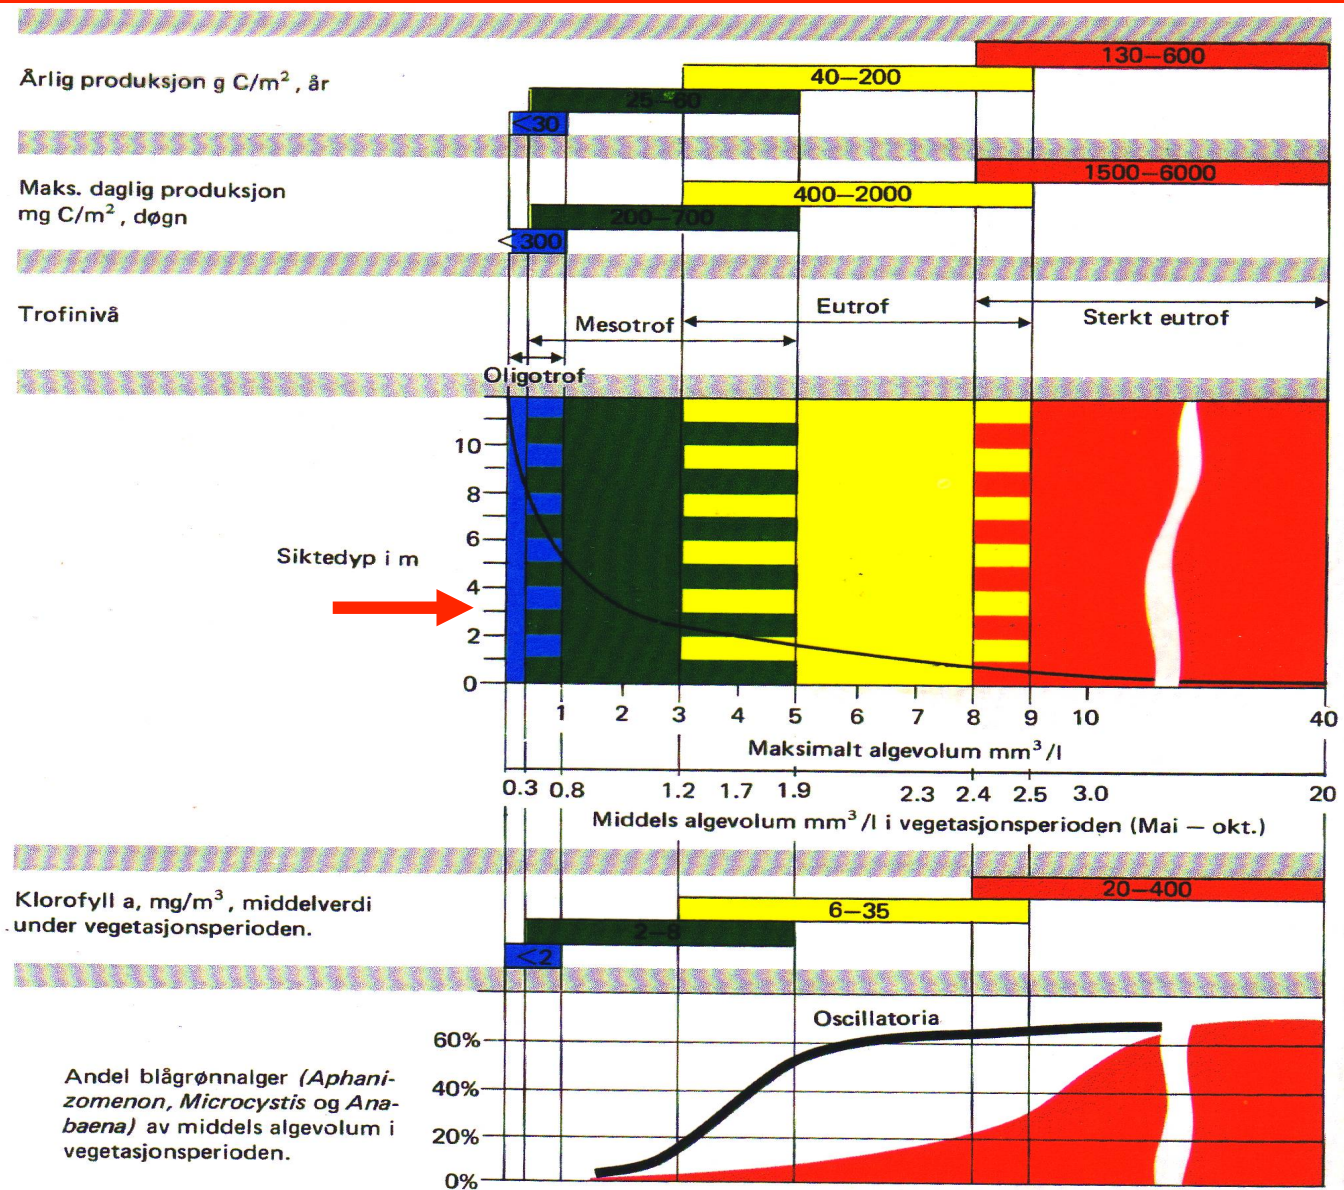 130—600
Årlig produksjon g C/m², år
40—200
25—60
<30
1500—6000
Maks. daglig produksjon
mg C/m², døgn
400—2000
200—700
<300
Trofinivå
Eutrof
Sterkt eutrof
Mesotrof
Oligotrof
10
8
6
Siktedyp i m
4
2
0
1 2 3 4 5 6 7 8 9 10 40
Maksimalt algevolum mm³/l
0.3 0.8 1.2 1.7 1.9 2.3 2.4 2.5 3.0 20
Middels algevolum mm³/l i vegetasjonsperioden (Mai — okt.)
Klorofyll a, mg/m³, middelverdi
under vegetasjonsperioden.
20—400
6—35
2—8
<2
Oscillatoria
60%
Andel blågrønnalger (Aphani-
zomenon, Microcystis og Ana-
baena) av middels algevolum i
vegetasjonsperioden.
40%
20%
0%